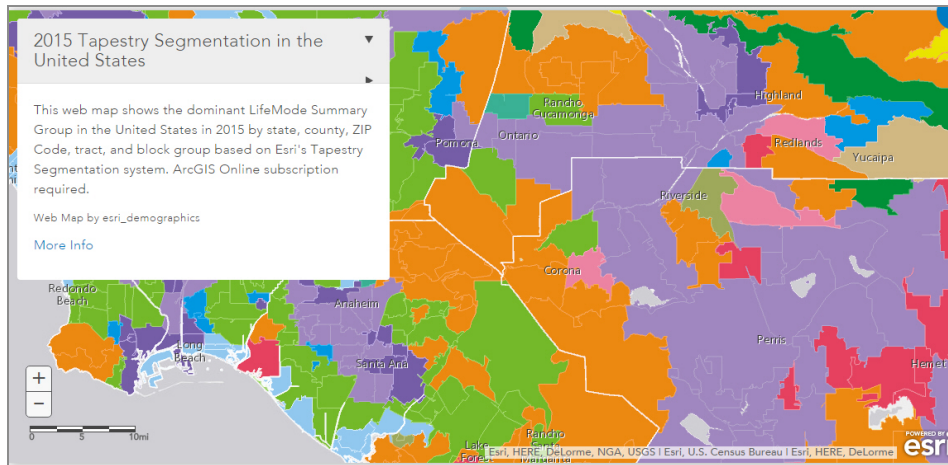 2015 Tapestry Segmentation in the
United States
This web map shows the dominant LifeMode Summary
Group in the United States in 2015 by state, county, ZIP
Code, tract, and block group based on Esri's Tapestry
Segmentation system. ArcGIS Online subscription
required.
Web Map by esri_demographics
More Info
Highland
Rancho
Cucamonga
Ontario
Pomona
Redlands
Yucaipa
Riverside
Corona
Redondo
Beach
Anaheim
Long
Beach
Santa Ana
Perris
Hemet
+
−
0 5 10mi
Lake
Forest
Rancho
Santa
Esri, HERE, DeLorme, NGA, USGS | Esri, U.S. Census Bureau | Esri, HERE, DeLorme
POWERED BY
esri